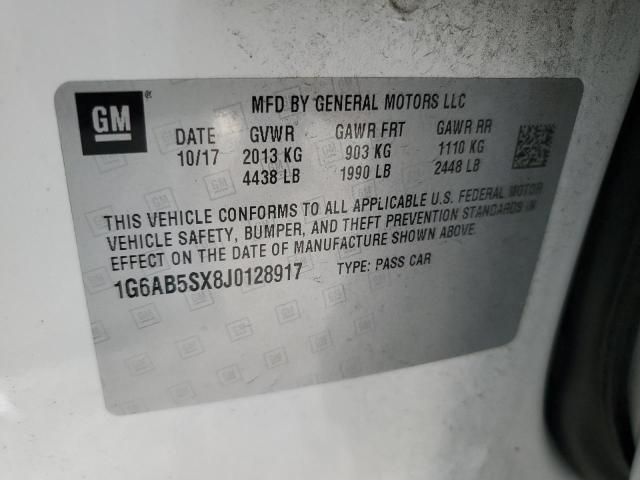 GM
MFD BY GENERAL MOTORS LLC
DATE GVWR GAWR FRT GAWR RR
10/17 2013 KG 903 KG 1110 KG
4438 LB 1990 LB 2448 LB
THIS VEHICLE CONFORMS TO ALL APPLICABLE U.S. FEDERAL MOTOR
VEHICLE SAFETY, BUMPER, AND THEFT PREVENTION STANDARDS IN
EFFECT ON THE DATE OF MANUFACTURE SHOWN ABOVE.
1G6AB5SX8J0128917 TYPE: PASS CAR